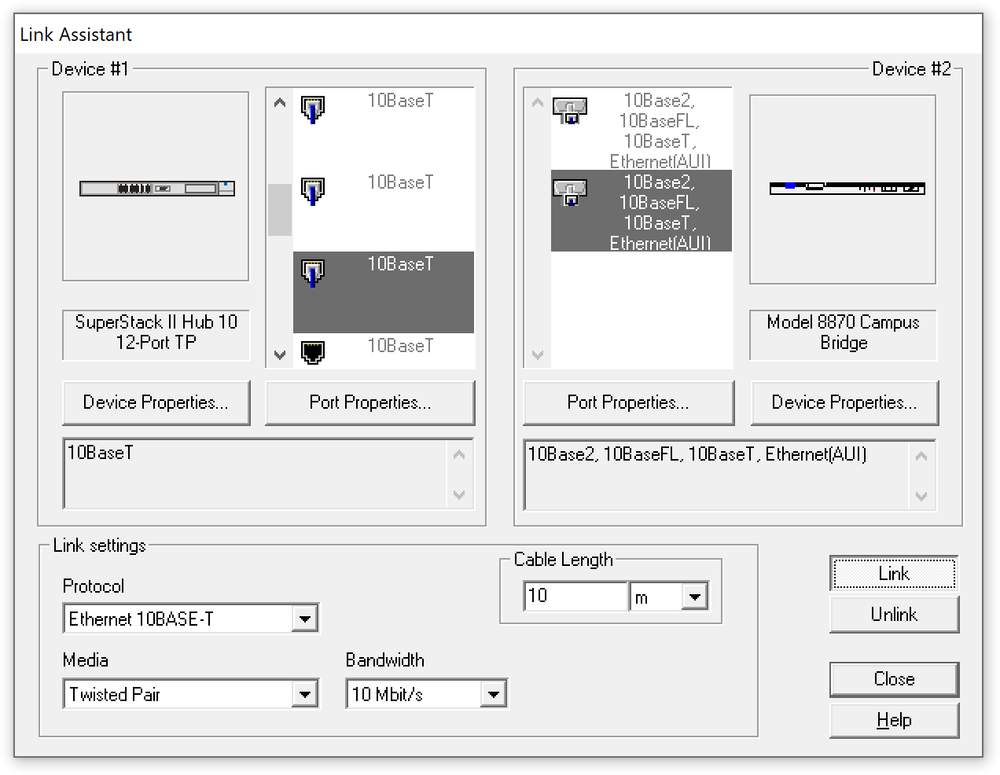 Link Assistant
Device #1
10BaseT
10BaseT
10BaseT
10BaseT
SuperStack II Hub 10
12-Port TP
Device Properties...
Port Properties...
10BaseT
Device #2
10Base2,
10BaseFL,
10BaseT,
Ethernet(AUI)
10Base2,
10BaseFL,
10BaseT,
Ethernet(AUI)
Model 8870 Campus
Bridge
Port Properties...
Device Properties...
10Base2, 10BaseFL, 10BaseT, Ethernet(AUI)
Link settings
Protocol
Ethernet 10BASE-T
Cable Length
10
m
Media
Twisted Pair
Bandwidth
10 Mbit/s
Link
Unlink
Close
Help